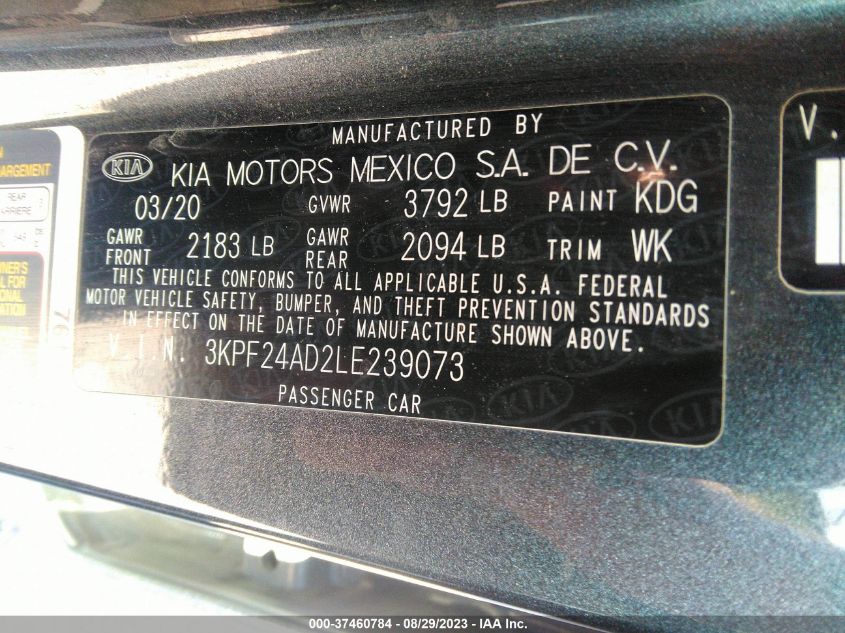 MANUFACTURED BY
KIA KIA MOTORS MEXICO S.A. DE C.V.
03/20 GVWR 3792 LB PAINT KDG
GAWR FRONT 2183 LB GAWR REAR 2094 LB TRIM WK
THIS VEHICLE CONFORMS TO ALL APPLICABLE U.S.A. FEDERAL
MOTOR VEHICLE SAFETY, BUMPER, AND THEFT PREVENTION STANDARDS
IN EFFECT ON THE DATE OF MANUFACTURE SHOWN ABOVE.
V.I.N. 3KPF24AD2LE239073
PASSENGER CAR
REAR
OWNER'S
FOR
V.
000-37460784 - 08/29/2023 - IAA Inc.